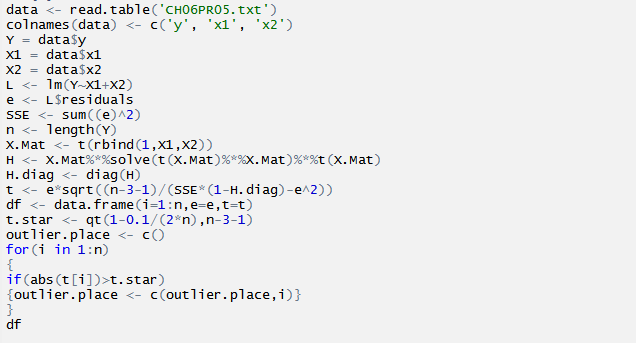 data <- read.table('CH06PR05.txt')
colnames(data) <- c('y', 'x1', 'x2')
Y = data$y
X1 = data$x1
X2 = data$x2
L <- lm(Y~X1+X2)
e <- L$residuals
SSE <- sum((e)^2)
n <- length(Y)
X.Mat <- t(rbind(1,X1,X2))
H <- X.Mat%*%solve(t(X.Mat)%*%X.Mat)%*%t(X.Mat)
H.diag <- diag(H)
t <- e*sqrt((n-3-1)/(SSE*(1-H.diag)-e^2))
df <- data.frame(i=1:n,e=e,t=t)
t.star <- qt(1-0.1/(2*n),n-3-1)
outlier.place <- c()
for(i in 1:n)
{
if(abs(t[i])>t.star)
{outlier.place <- c(outlier.place,i)}
}
df